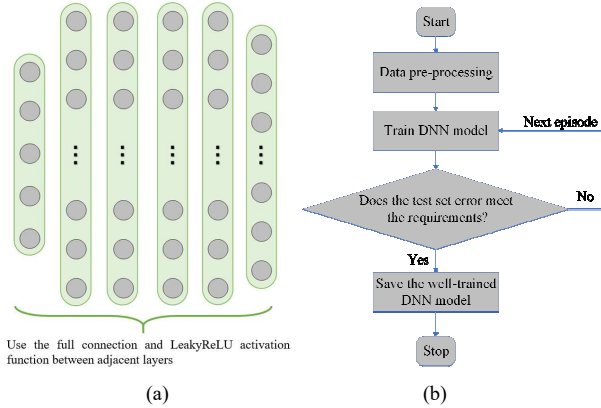 Use the full connection and LeakyReLU activation
function between adjacent layers
(a)
Start
Data pre-processing
Train DNN model
Next episode
Does the test set error meet
the requirements?
No
Yes
Save the well-trained
DNN model
Stop
(b)